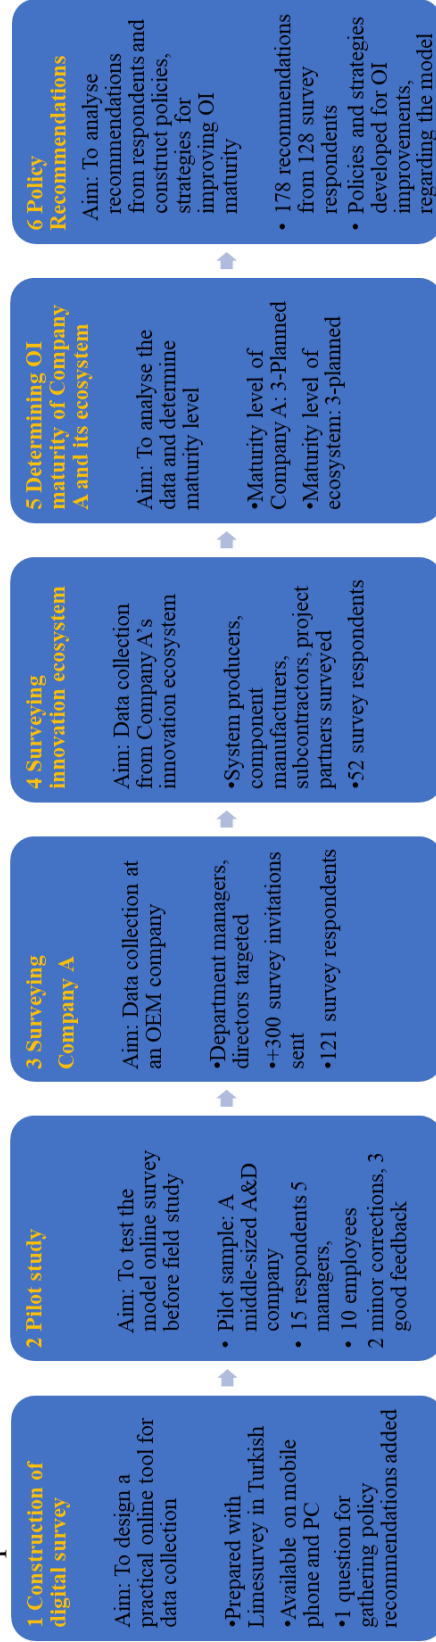 1 Construction of
digital survey
Aim: To design a
practical online tool for
data collection
•Prepared with
Limesurvey in Turkish
•Available on mobile
phone and PC
•1 question for
gathering policy
recommendations added
2 Pilot study
Aim: To test the
model online survey
before field study
• Pilot sample: A
middle-sized A&D
company
• 15 respondents 5
managers,
• 10 employees
2 minor corrections, 3
good feedback
3 Surveying
Company A
Aim: Data collection at
an OEM company
•Department managers,
directors targeted
•+300 survey invitations
sent
•121 survey respondents
4 Surveying
innovation ecosystem
Aim: Data collection
from Company A’s
innovation ecosystem
•System producers,
component
manufacturers,
subcontractors, project
partners surveyed
•52 survey respondents
5 Determining OI
maturity of Company
A and its ecosystem
Aim: To analyse the
data and determine
maturity level
•Maturity level of
Company A: 3-Planned
•Maturity level of
ecosystem: 3-planned
6 Policy
Recommendations
Aim: To analyse
recommendations
from respondents and
construct policies,
strategies for
improving OI
maturity
• 178 recommendations
from 128 survey
respondents
• Policies and strategies
developed for OI
improvements,
regarding the model